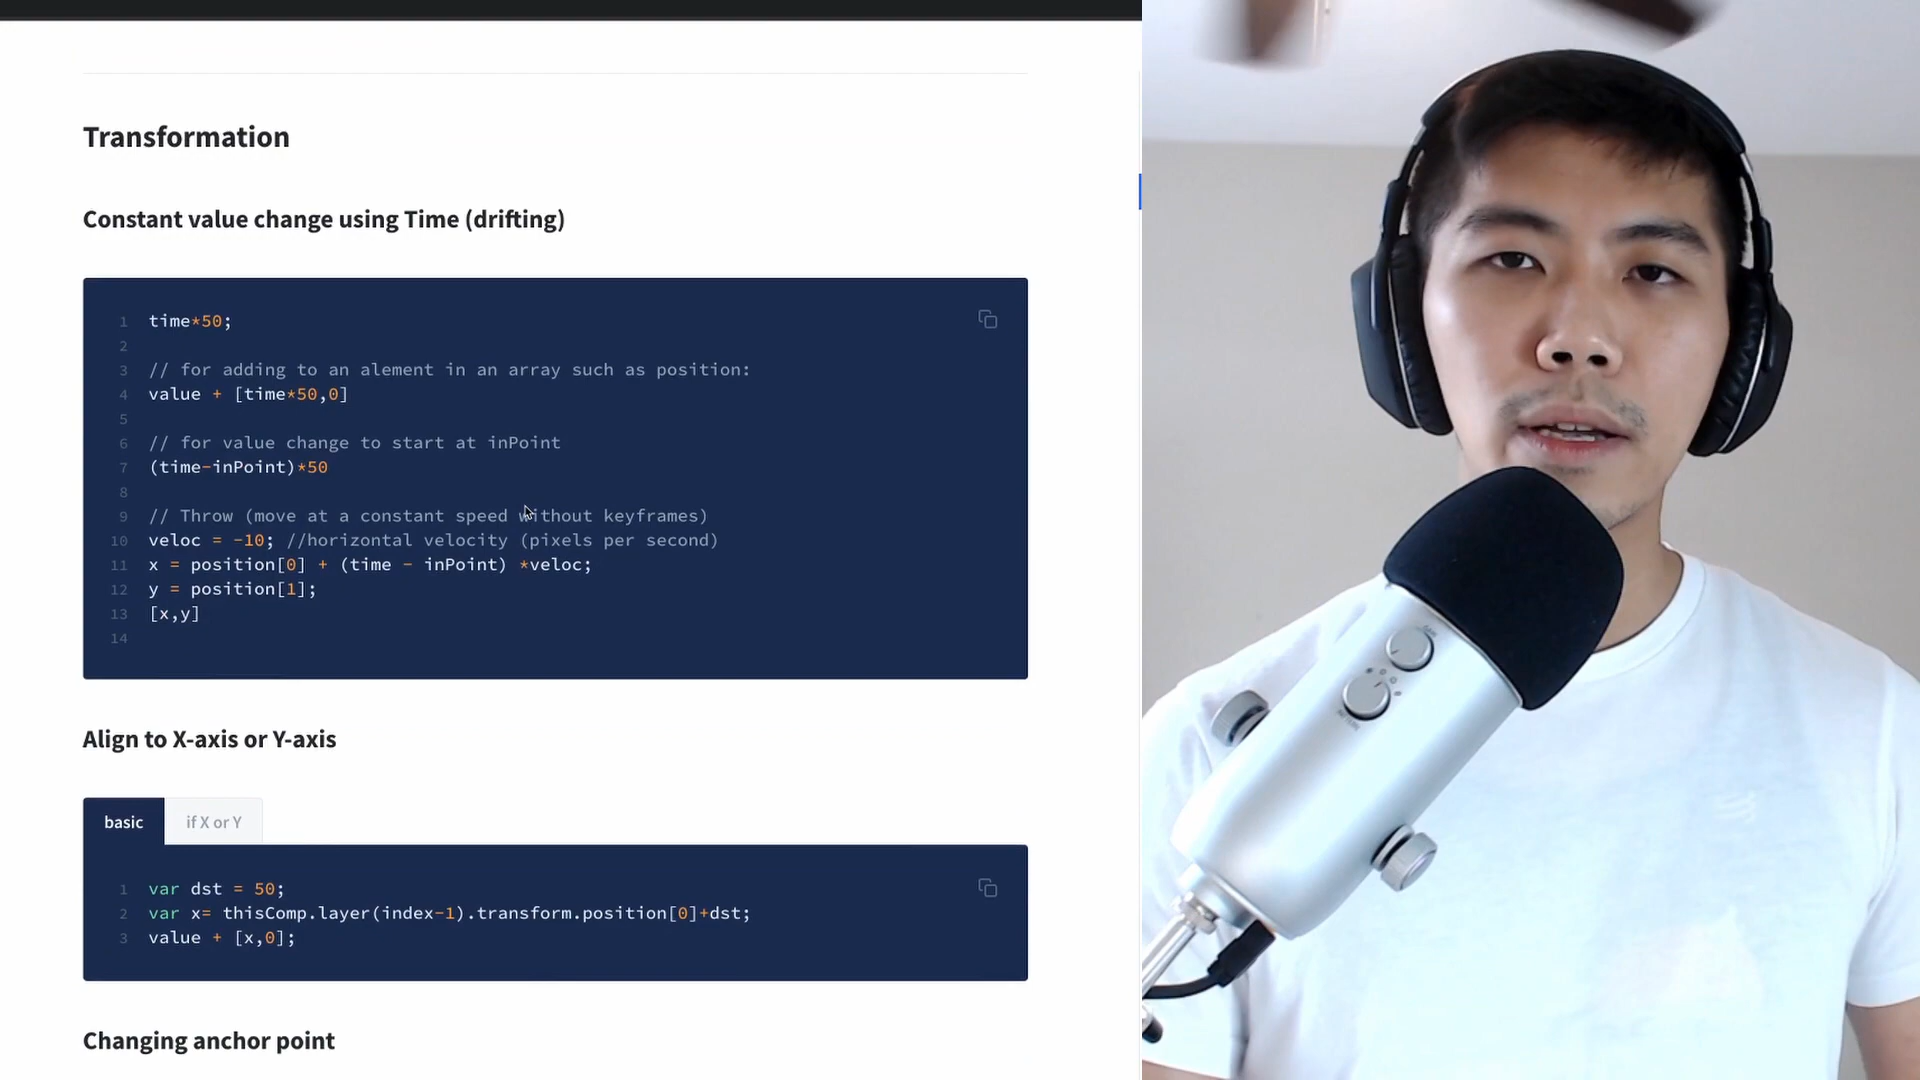 Transformation
Constant value change using Time (drifting)
1 time*50;
2
3 // for adding to an alement in an array such as position:
4 value + [time*50,0]
5
6 // for value change to start at inPoint
7 (time-inPoint)*50
8
9 // Throw (move at a constant speed without keyframes)
10 veloc = -10; //horizontal velocity (pixels per second)
11 x = position[0] + (time - inPoint) *veloc;
12 y = position[1];
13 [x,y]
14
Align to X-axis or Y-axis
basic if X or Y
1 var dst = 50;
2 var x= thisComp.layer(index-1).transform.position[0]+dst;
3 value + [x,0];
Changing anchor point